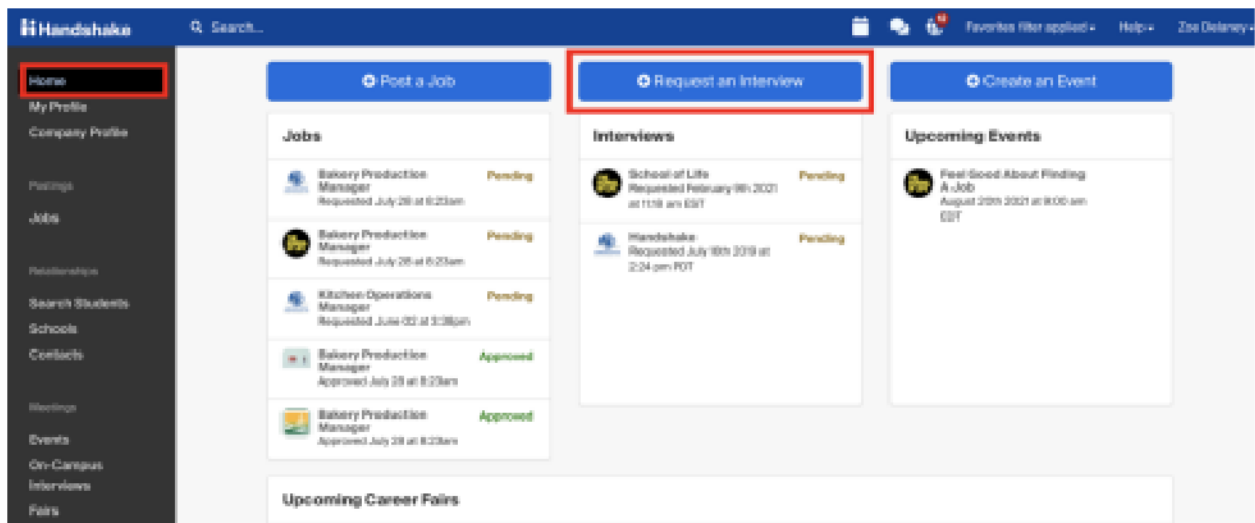 Handshake
Search...
Favorites filter applied
Help
Zoe Delaney
Home
My Profile
Company Profile
Postings
Jobs
Relationships
Search Students
Schools
Contacts
Meetings
Events
On-Campus
Interviews
Fairs
Post a Job
Jobs
Bakery Production
Manager
Pending
Requested July 28 at 8:23am
Bakery Production
Manager
Pending
Requested July 28 at 8:23am
Kitchen Operations
Manager
Pending
Requested June 02 at 3:38pm
Bakery Production
Manager
Approved
Approved July 28 at 8:23am
Bakery Production
Manager
Approved
Approved July 28 at 8:23am
Request an Interview
Interviews
School of Life
Pending
Requested February 9th 2021
at 11:18 am EST
Handshake
Pending
Requested July 18th 2019 at
2:24 pm PDT
Create an Event
Upcoming Events
Feel Good About Finding
A Job
August 20th 2021 at 9:00 am
EDT
Upcoming Career Fairs